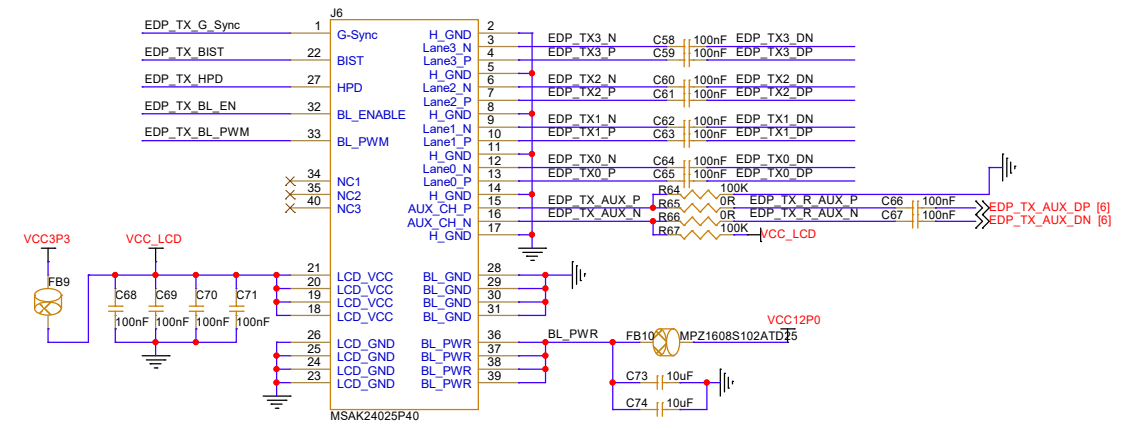 J6
EDP_TX_G_Sync 1 G-Sync H_GND 2
Lane3_N 3 EDP_TX3_N C58 100nF EDP_TX3_DN
EDP_TX_BIST 22 BIST Lane3_P 4 EDP_TX3_P C59 100nF EDP_TX3_DP
H_GND 5
EDP_TX_HPD 27 HPD Lane2_N 6 EDP_TX2_N C60 100nF EDP_TX2_DN
Lane2_P 7 EDP_TX2_P C61 100nF EDP_TX2_DP
EDP_TX_BL_EN 32 BL_ENABLE H_GND 8
Lane1_N 9 EDP_TX1_N C62 100nF EDP_TX1_DN
EDP_TX_BL_PWM 33 BL_PWM Lane1_P 10 EDP_TX1_P C63 100nF EDP_TX1_DP
H_GND 11
Lane0_N 12 EDP_TX0_N C64 100nF EDP_TX0_DN
34 NC1 Lane0_P 13 EDP_TX0_P C65 100nF EDP_TX0_DP
35 NC2 H_GND 14 R64 100K
40 NC3 AUX_CH_P 15 EDP_TX_AUX_P R65 0R EDP_TX_R_AUX_P C66 100nF EDP_TX_AUX_DP [6]
AUX_CH_N 16 EDP_TX_AUX_N R66 0R EDP_TX_R_AUX_N C67 100nF EDP_TX_AUX_DN [6]
H_GND 17 R67 100K VCC_LCD
VCC3P3 VCC_LCD
21 LCD_VCC BL_GND 28
FB9 20 LCD_VCC BL_GND 29
C68 C69 C70 C71 19 LCD_VCC BL_GND 30
100nF 100nF 100nF 100nF 18 LCD_VCC BL_GND 31
VCC12P0
26 LCD_GND BL_PWR 36 BL_PWR FB10 MPZ1608S102ATD25
25 LCD_GND BL_PWR 37
24 LCD_GND BL_PWR 38
23 LCD_GND BL_PWR 39 C73 10uF
C74 10uF
MSAK24025P40